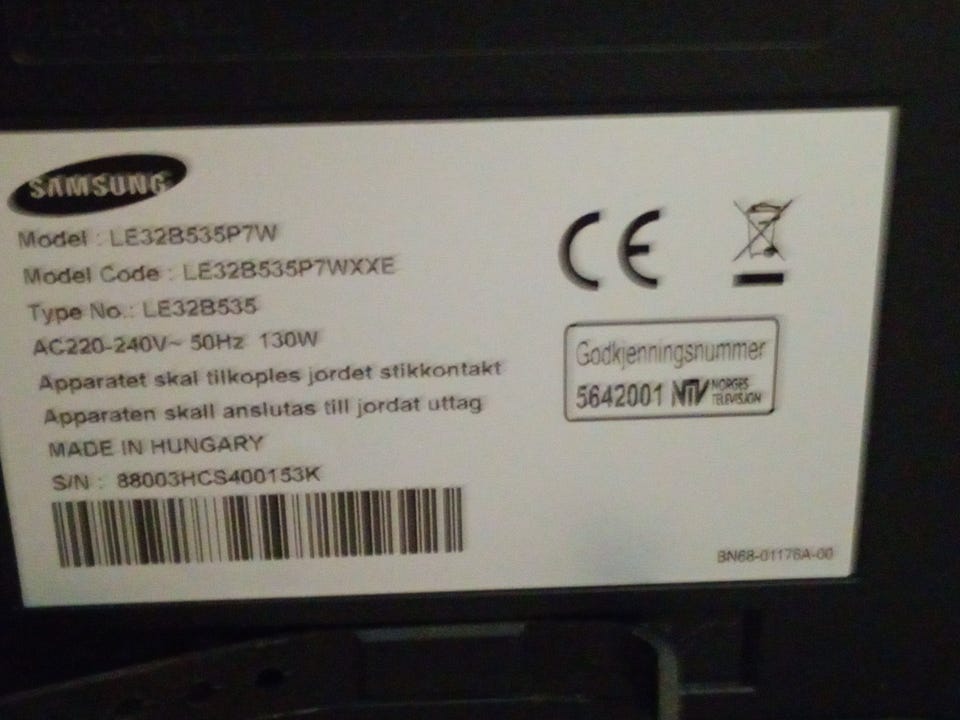 SAMSUNG
Model : LE32B535P7W
Model Code : LE32B535P7WXXE
Type No.: LE32B535
AC220-240V~ 50Hz 130W
Apparatet skal tilkoples jordet stikkontakt
Apparaten skall anslutas till jordat uttag
MADE IN HUNGARY
S/N : 88003HCS400153K
CE
Godkjenningsnummer
5642001 NTV NORGES
TELEVISJON
BN68-01176A-00